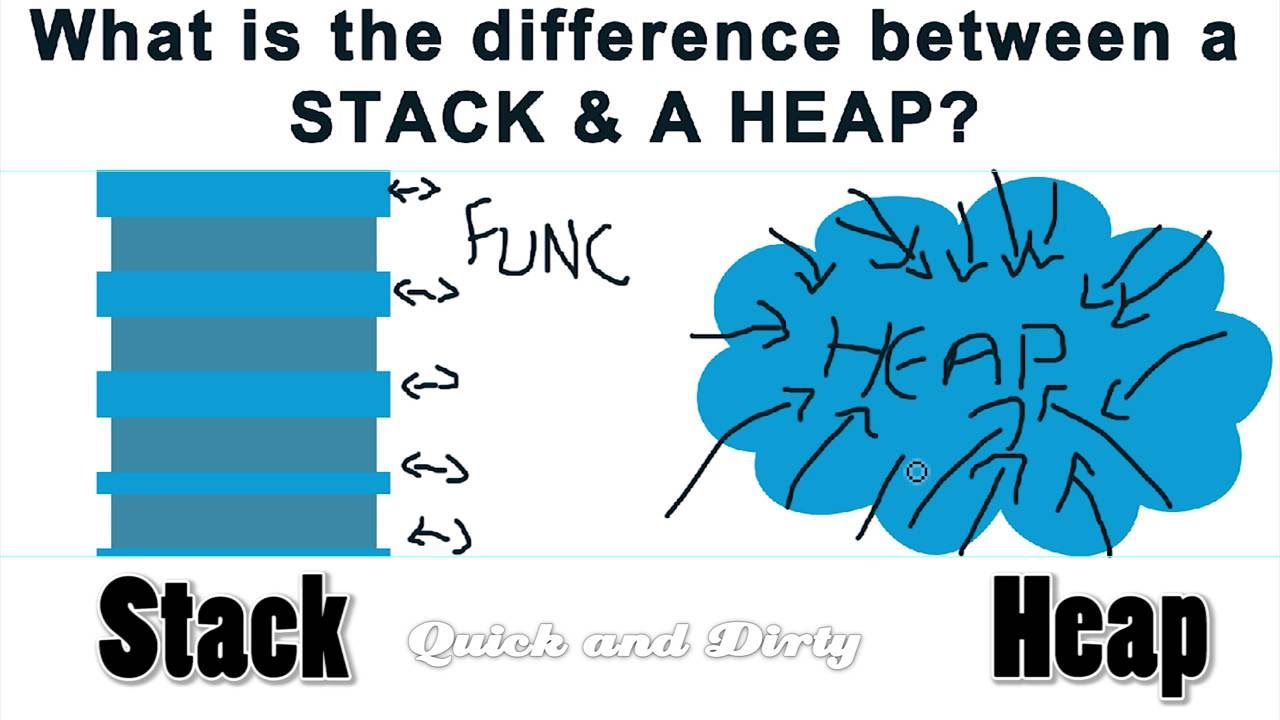 What is the difference between a
STACK & A HEAP?
FUNC
HEAP
Stack
Quick and Dirty
Heap